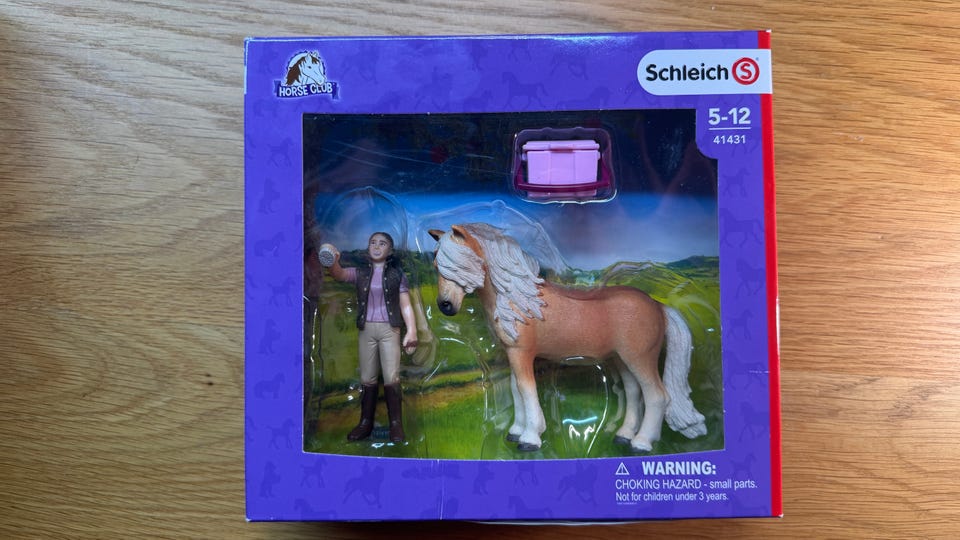 HORSE CLUB
Schleich S
5-12
41431
WARNING:
CHOKING HAZARD - small parts.
Not for children under 3 years.